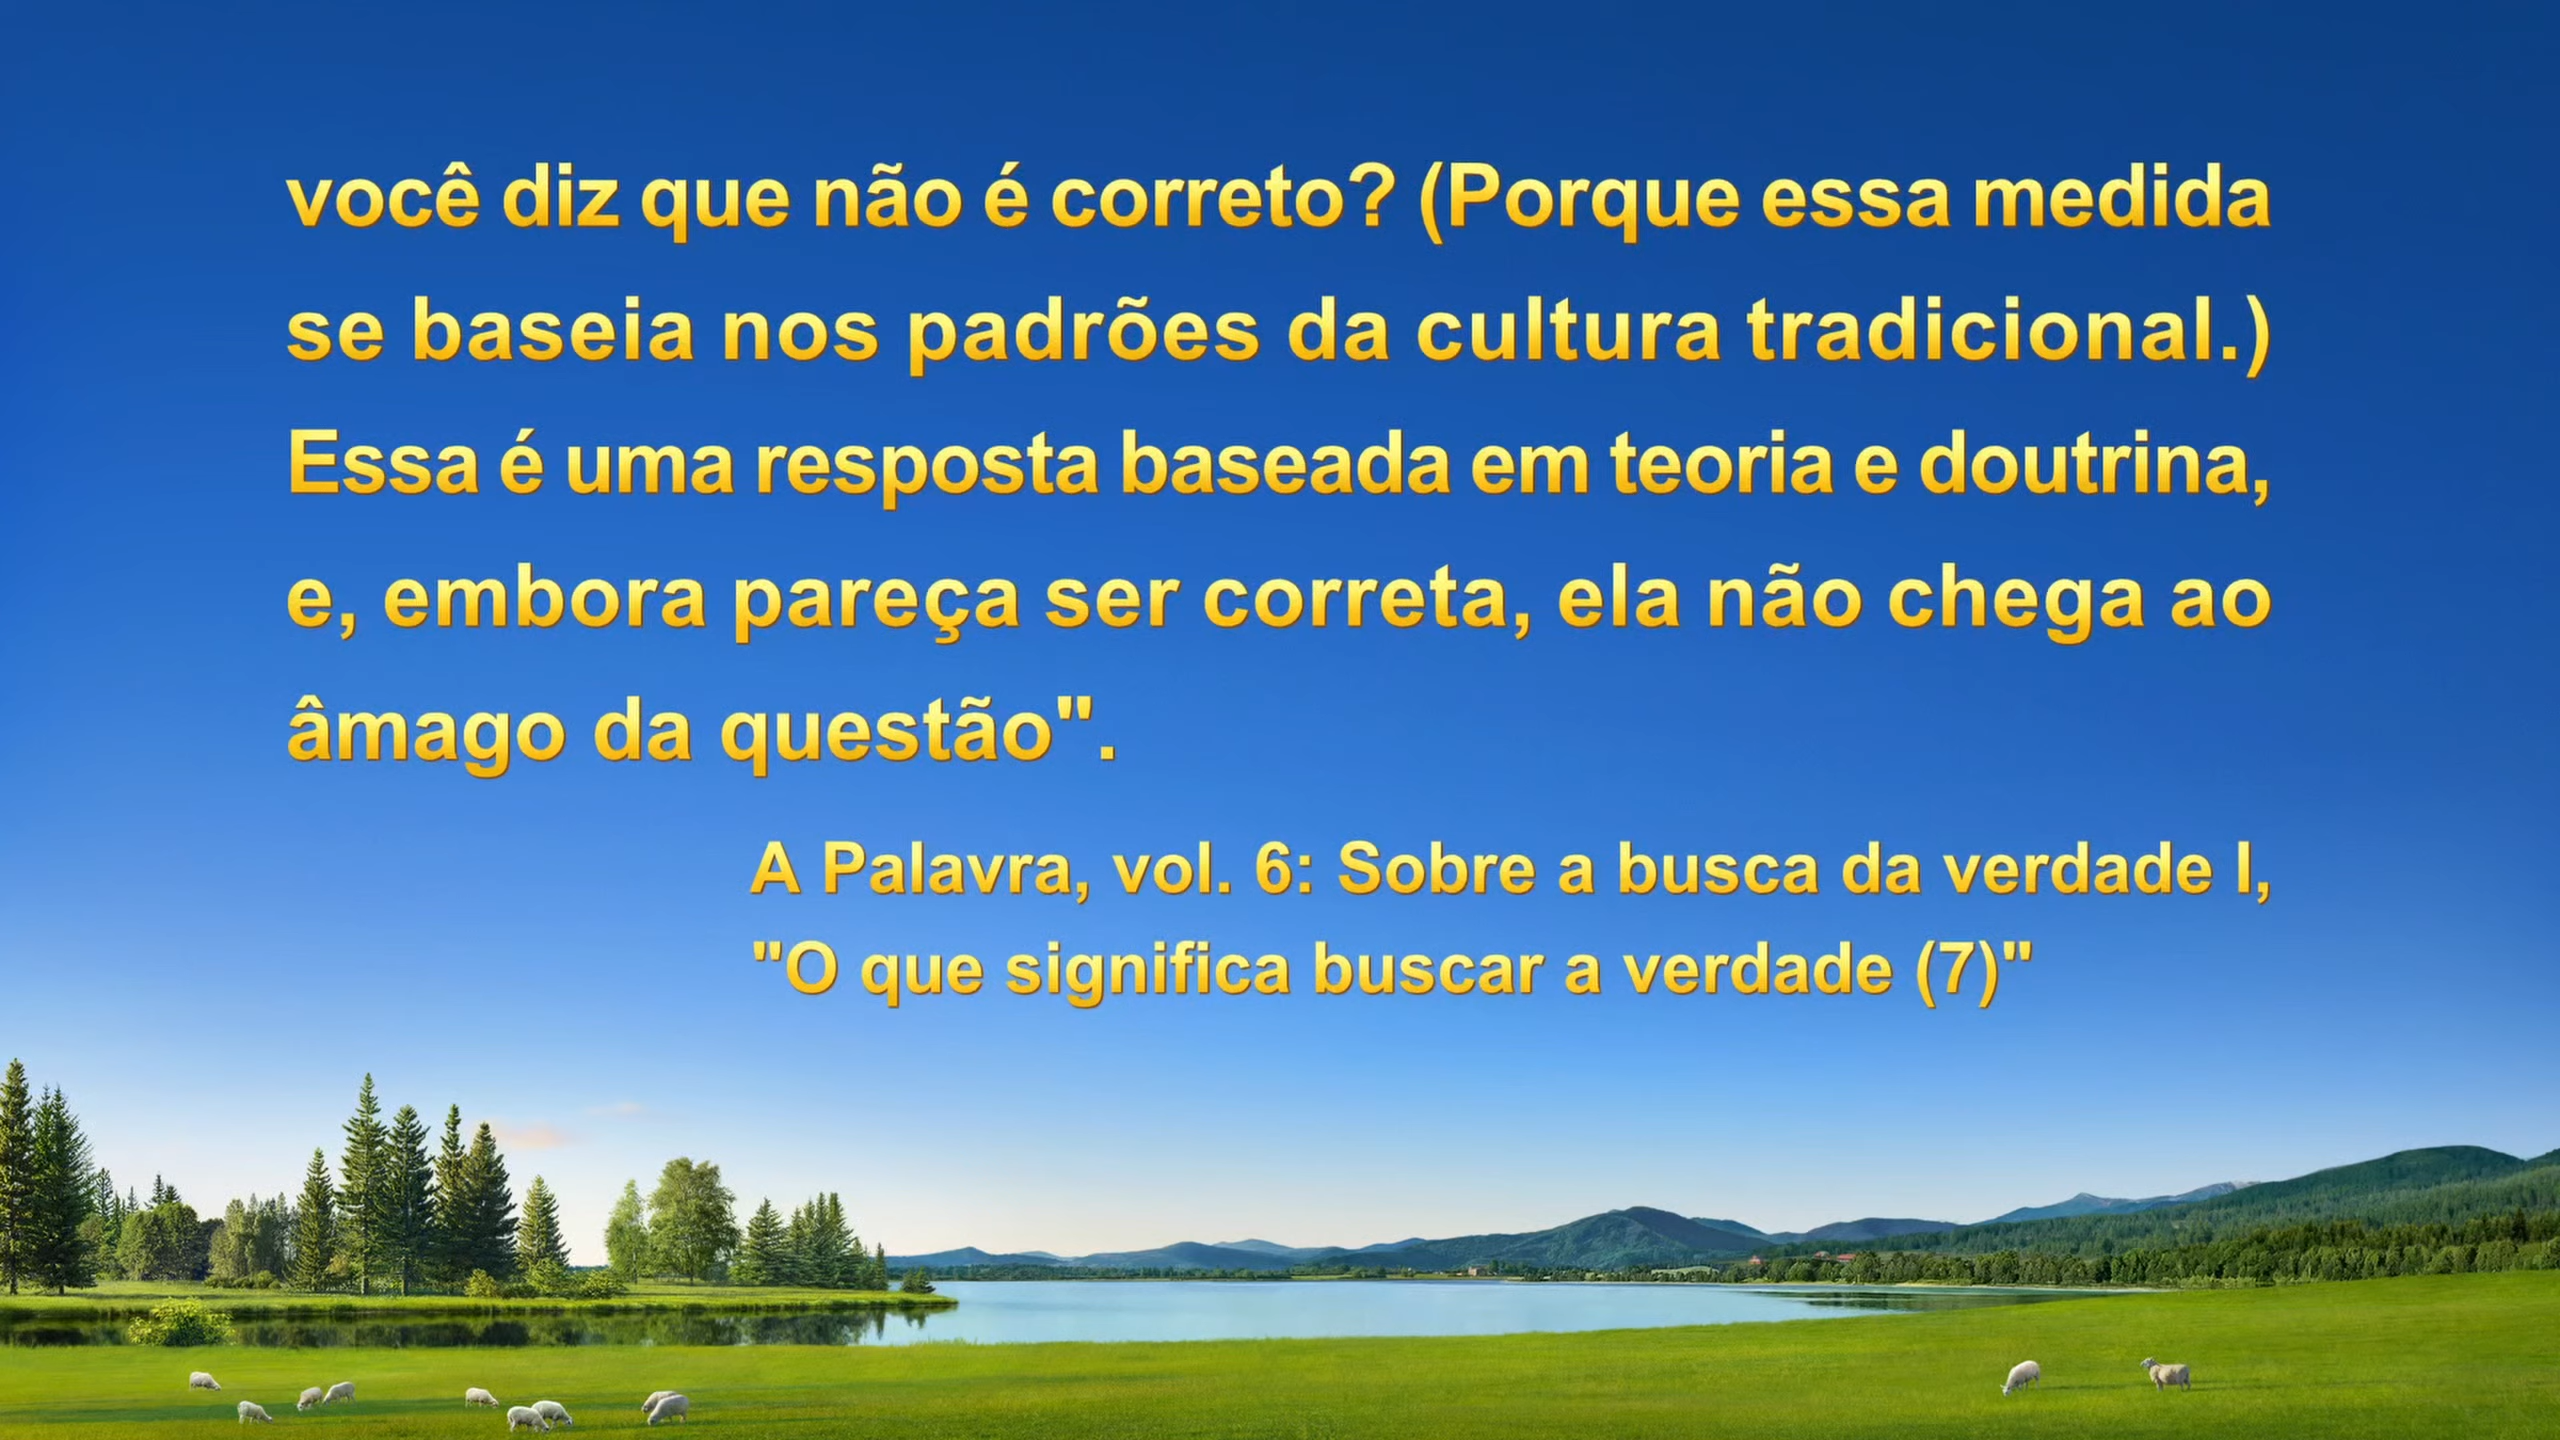 você diz que não é correto? (Porque essa medida
se baseia nos padrões da cultura tradicional.)
Essa é uma resposta baseada em teoria e doutrina,
e, embora pareça ser correta, ela não chega ao
âmago da questão".
A Palavra, vol. 6: Sobre a busca da verdade I,
"O que significa buscar a verdade (7)"